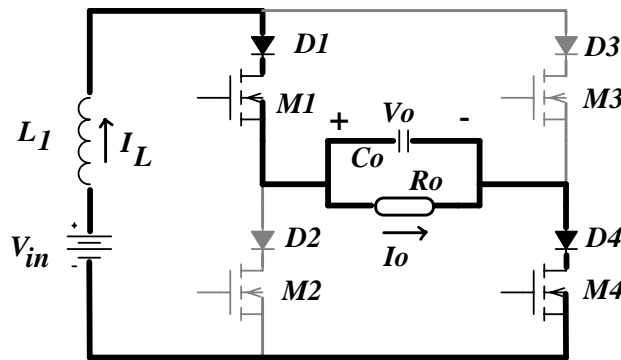 D1
D3
M1
M3
+
Vo
-
L1
IL
Co
Ro
+
Vin
-
D2
Io
D4
M2
M4